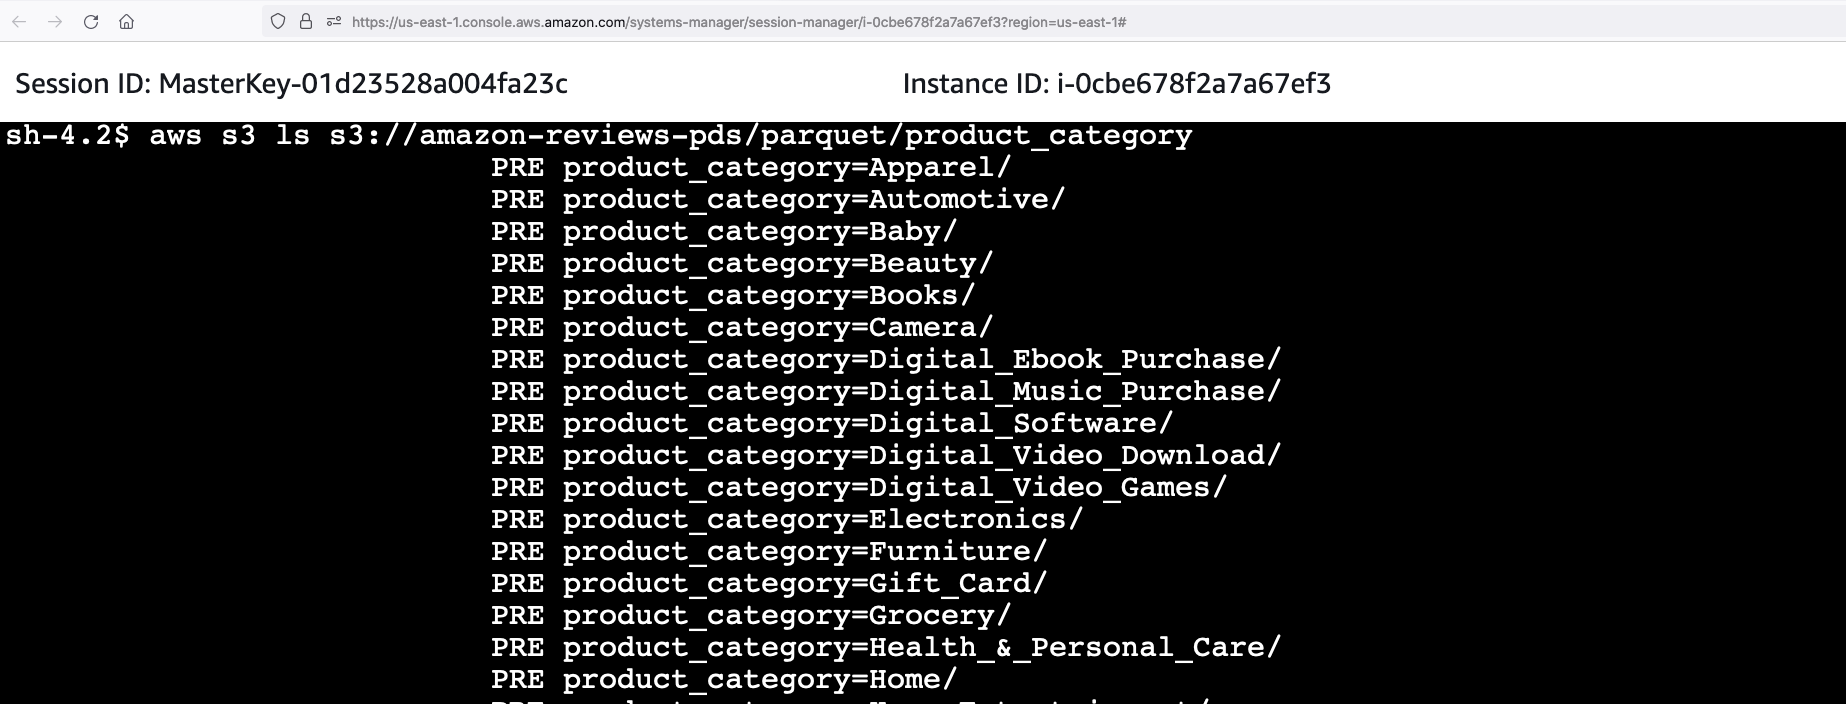 https://us-east-1.console.aws.amazon.com/systems-manager/session-manager/i-0cbe678f2a7a67ef3?region=us-east-1#
Session ID: MasterKey-01d23528a004fa23c Instance ID: i-0cbe678f2a7a67ef3
sh-4.2$ aws s3 ls s3://amazon-reviews-pds/parquet/product_category
PRE product_category=Apparel/
PRE product_category=Automotive/
PRE product_category=Baby/
PRE product_category=Beauty/
PRE product_category=Books/
PRE product_category=Camera/
PRE product_category=Digital_Ebook_Purchase/
PRE product_category=Digital_Music_Purchase/
PRE product_category=Digital_Software/
PRE product_category=Digital_Video_Download/
PRE product_category=Digital_Video_Games/
PRE product_category=Electronics/
PRE product_category=Furniture/
PRE product_category=Gift_Card/
PRE product_category=Grocery/
PRE product_category=Health_&_Personal_Care/
PRE product_category=Home/